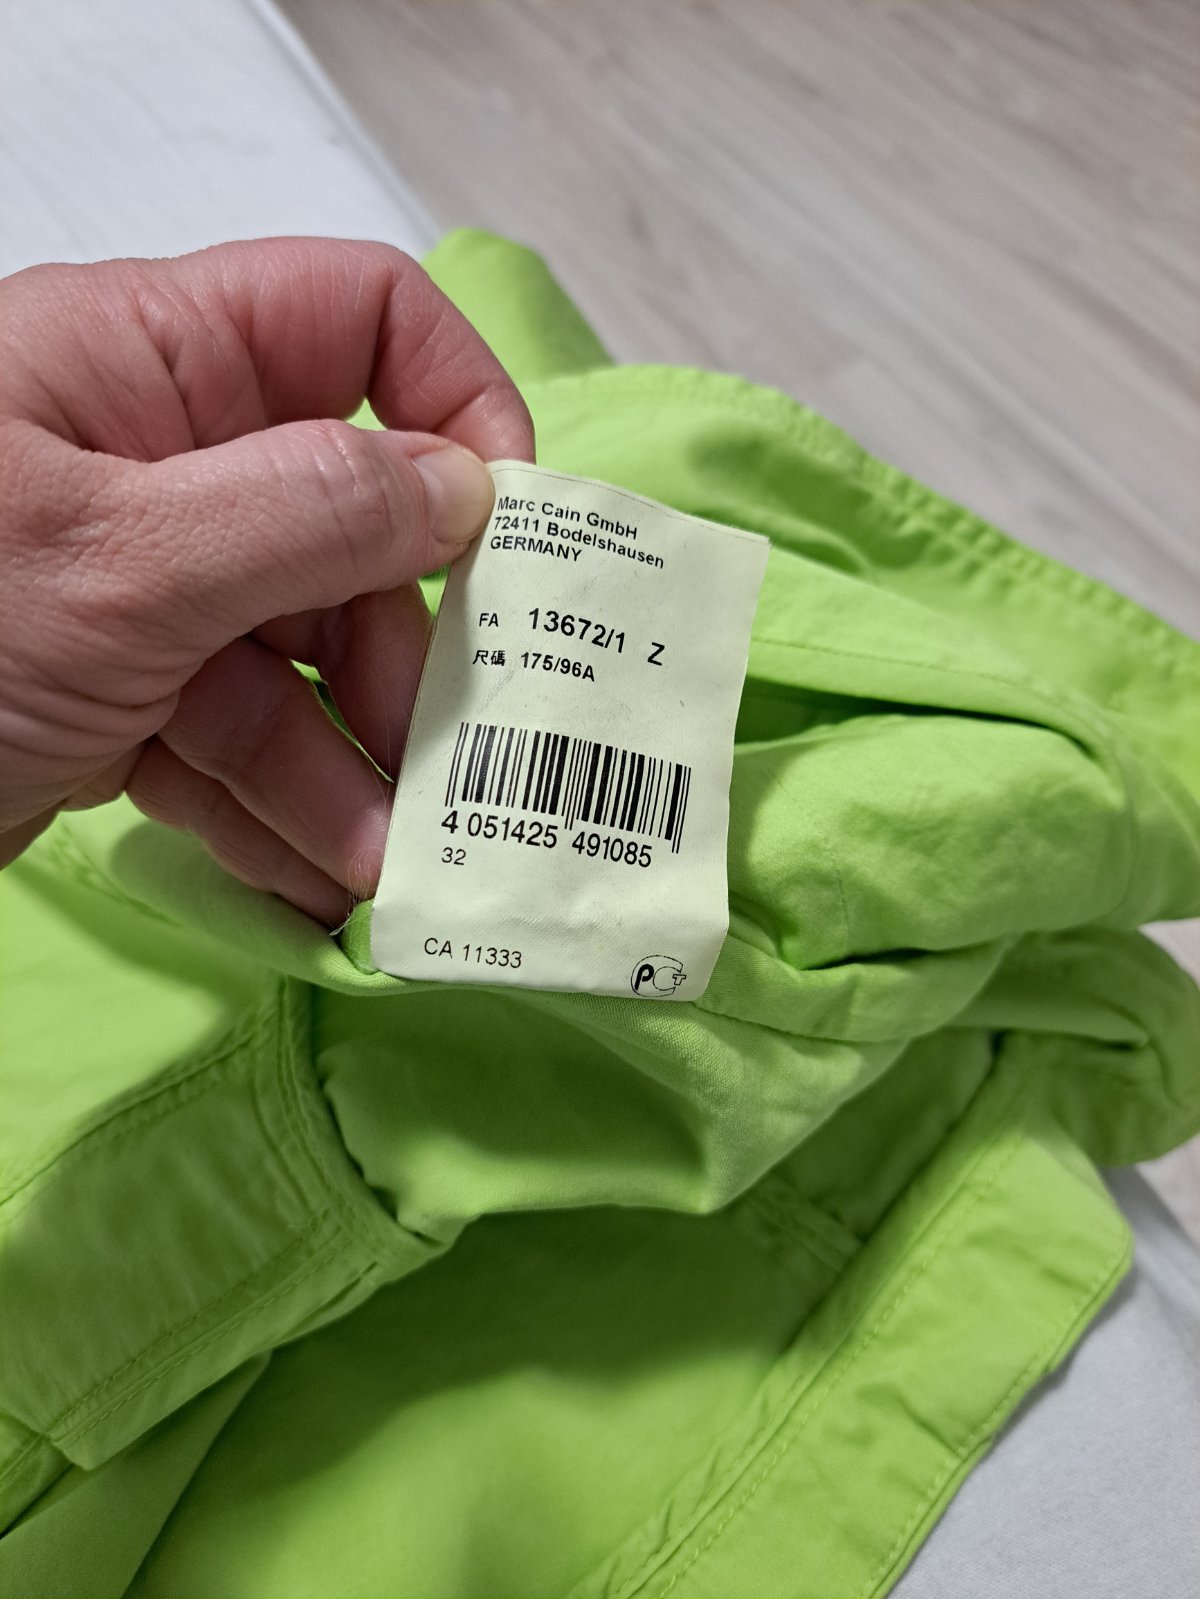 Marc Cain GmbH
72411 Bodelshausen
GERMANY
FA 13672/1 Z
尺碼 175/96A
4 051425 491085
32
CA 11333
PCT